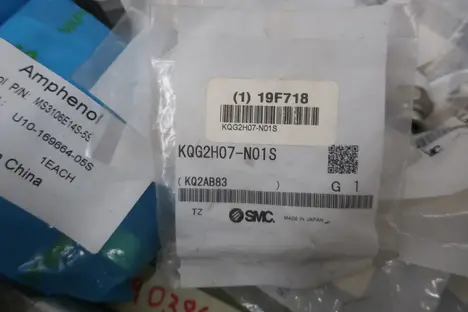 Amphenol
P/N: MS3106E14S-5S
U10-169664-05S
1EACH
China
(1) 19F718
KQG2H07-N01S
KQG2H07-N01S
(KQ2AB83 ) G 1
TZ SMC. MADE IN JAPAN